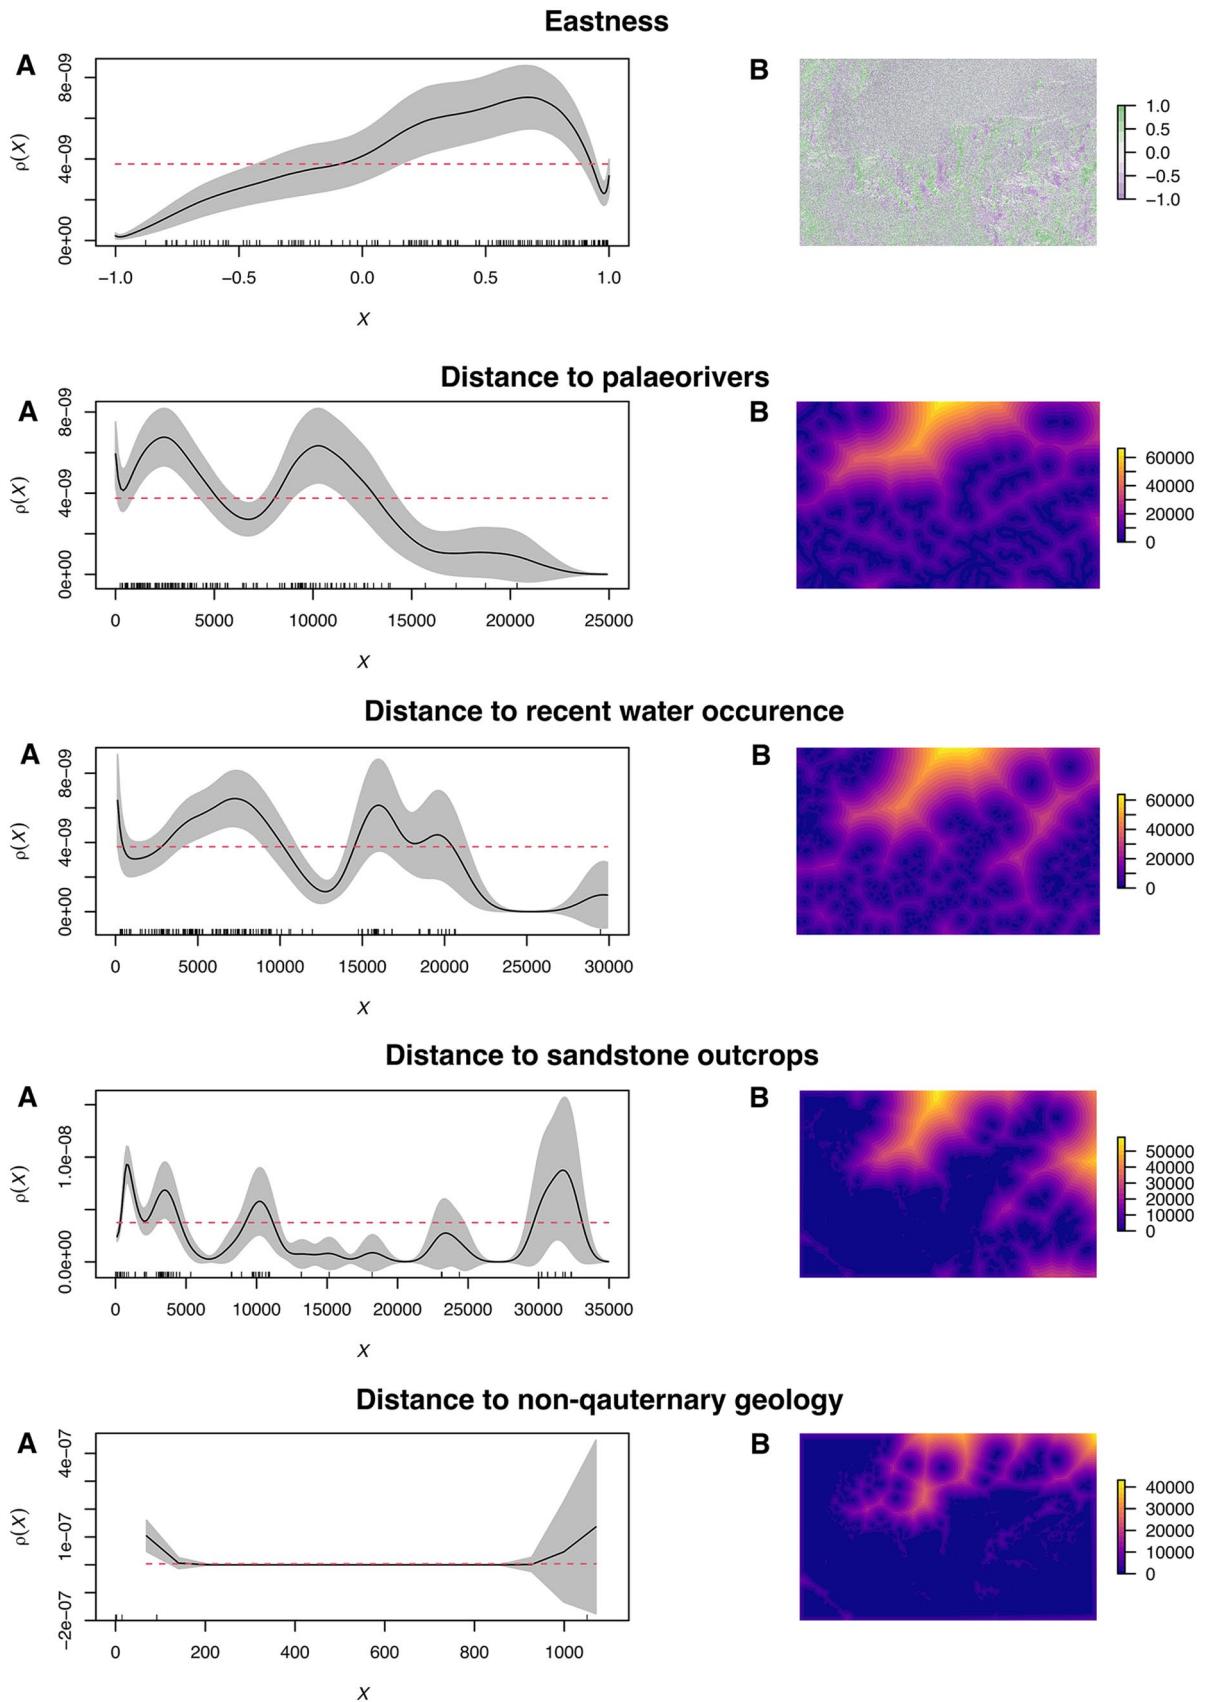 Eastness
A
B
ρ(X)
0e+00
4e−09
8e−09
−1.0
−0.5
0.0
0.5
1.0
X
1.0
0.5
0.0
−0.5
−1.0
Distance to palaeorivers
A
B
ρ(X)
0e+00
4e−09
8e−09
0
5000
10000
15000
20000
25000
X
60000
40000
20000
0
Distance to recent water occurence
A
B
ρ(X)
0e+00
4e−09
8e−09
0
5000
10000
15000
20000
25000
30000
X
60000
40000
20000
0
Distance to sandstone outcrops
A
B
ρ(X)
0.0e+00
1.0e−08
0
5000
10000
15000
20000
25000
30000
35000
X
50000
40000
30000
20000
10000
0
Distance to non-qauternary geology
A
B
ρ(X)
−2e−07
1e−07
4e−07
0
200
400
600
800
1000
X
40000
30000
20000
10000
0